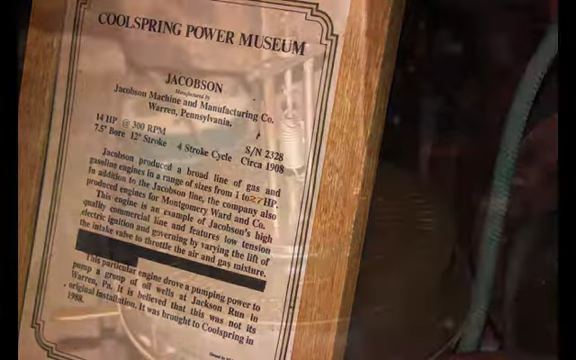 COOLSPRING POWER MUSEUM
JACOBSON
Manufactured by
Jacobson Machine and Manufacturing Co.
Warren, Pennsylvania.
14 HP @ 300 RPM S/N 2328
7.5" Bore 12" Stroke 4 Stroke Cycle Circa 1908
Jacobson produced a broad line of gas and
gasoline engines in a range of sizes from 1 to 27 HP.
In addition to the Jacobson line, the company also
produced engines for Montgomery Ward and Co.
This engine is an example of Jacobson's high
quality commercial line and features low tension
electric ignition and governing by varying the lift of
the intake valve to throttle the air and gas mixture.
This particular engine drove a pumping power to
pump a group of oil wells at Jackson Run in
Warren, Pa. It is believed that this was not its
original installation. It was brought to Coolspring in
1988.